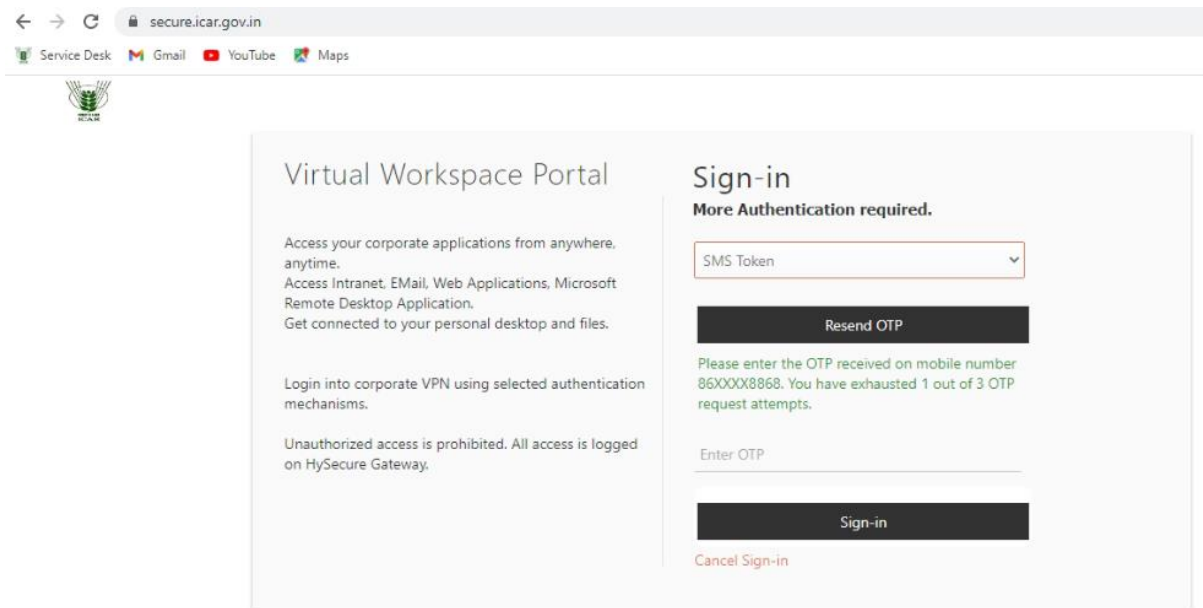 secure.icar.gov.in
Service Desk Gmail YouTube Maps
ICAR
Virtual Workspace Portal
Access your corporate applications from anywhere,
anytime.
Access Intranet, EMail, Web Applications, Microsoft
Remote Desktop Application.
Get connected to your personal desktop and files.
Login into corporate VPN using selected authentication
mechanisms.
Unauthorized access is prohibited. All access is logged
on HySecure Gateway.
Sign-in
More Authentication required.
SMS Token
Resend OTP
Please enter the OTP received on mobile number
86XXXX8868. You have exhausted 1 out of 3 OTP
request attempts.
Enter OTP
Sign-in
Cancel Sign-in